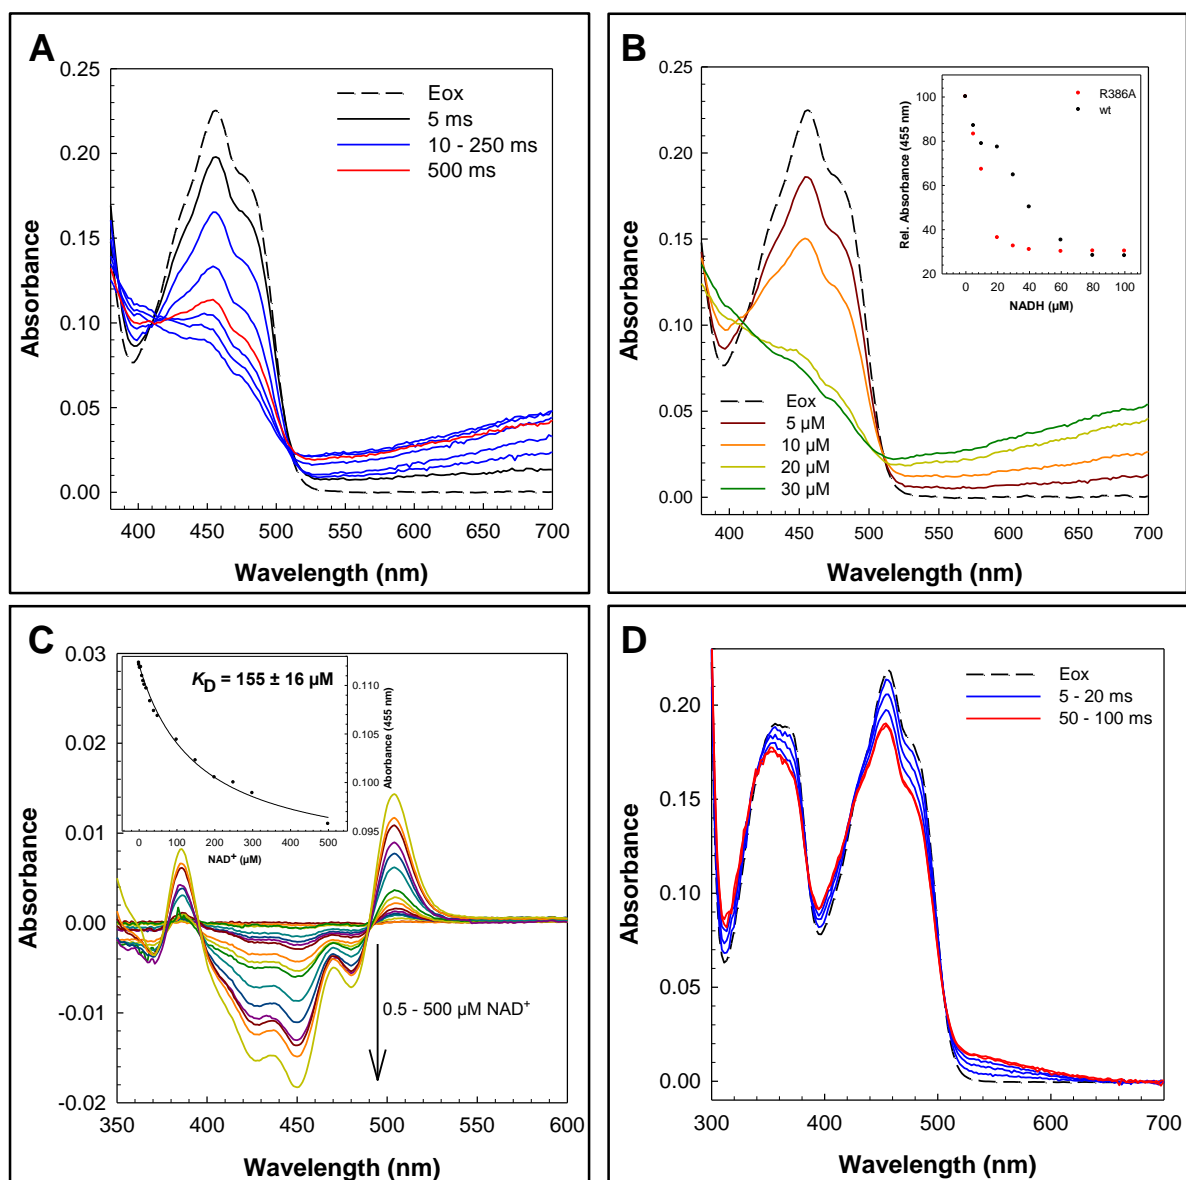 A
0.25
0.20
0.15
0.10
0.05
0.00
Absorbance
Eox
5 ms
10 - 250 ms
500 ms
400 450 500 550 600 650 700
Wavelength (nm)
B
0.25
0.20
0.15
0.10
0.05
0.00
Absorbance
R386A
wt
100
80
60
40
20
Rel. Absorbance (455 nm)
0 20 40 60 80 100
NADH (µM)
Eox
5 µM
10 µM
20 µM
30 µM
400 450 500 550 600 650 700
Wavelength (nm)
C
0.03
0.02
0.01
0.00
-0.01
-0.02
Absorbance
KD = 155 ± 16 µM
0.110
0.105
0.100
0.095
Absorbance (455 nm)
0 100 200 300 400 500
NAD+ (µM)
0.5 - 500 µM NAD+
350 400 450 500 550 600
Wavelength (nm)
D
0.20
0.15
0.10
0.05
0.00
Absorbance
Eox
5 - 20 ms
50 - 100 ms
300 400 500 600 700
Wavelength (nm)